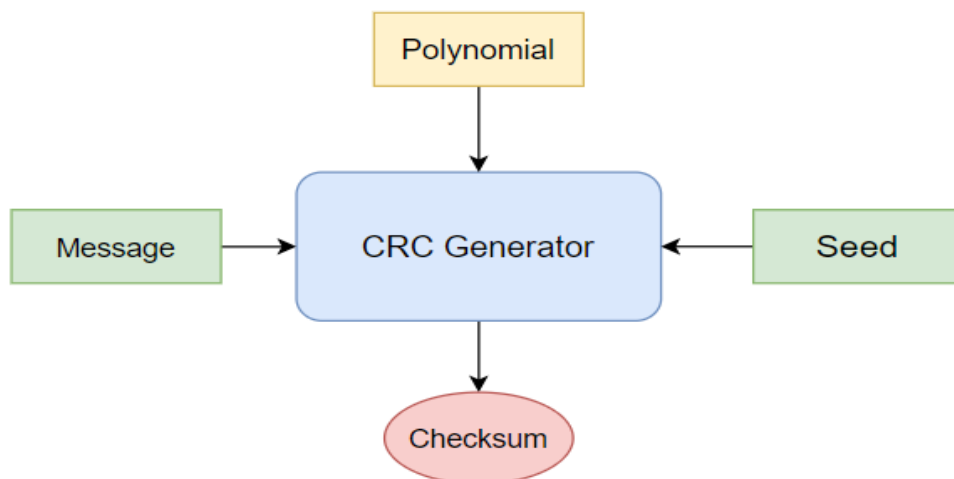 Polynomial
Message
CRC Generator
Seed
Checksum